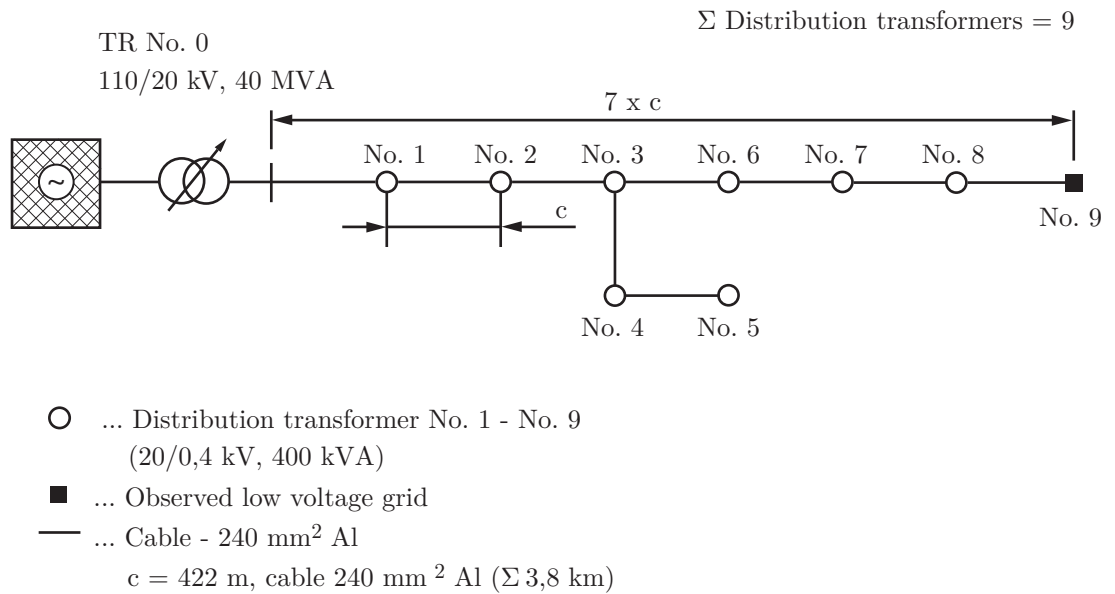 Σ Distribution transformers = 9
TR No. 0
110/20 kV, 40 MVA
7 x c
No. 1 No. 2 No. 3 No. 6 No. 7 No. 8
~
c
No. 9
No. 4 No. 5
... Distribution transformer No. 1 - No. 9
(20/0,4 kV, 400 kVA)
... Observed low voltage grid
... Cable - 240 mm² Al
c = 422 m, cable 240 mm ² Al (Σ 3,8 km)